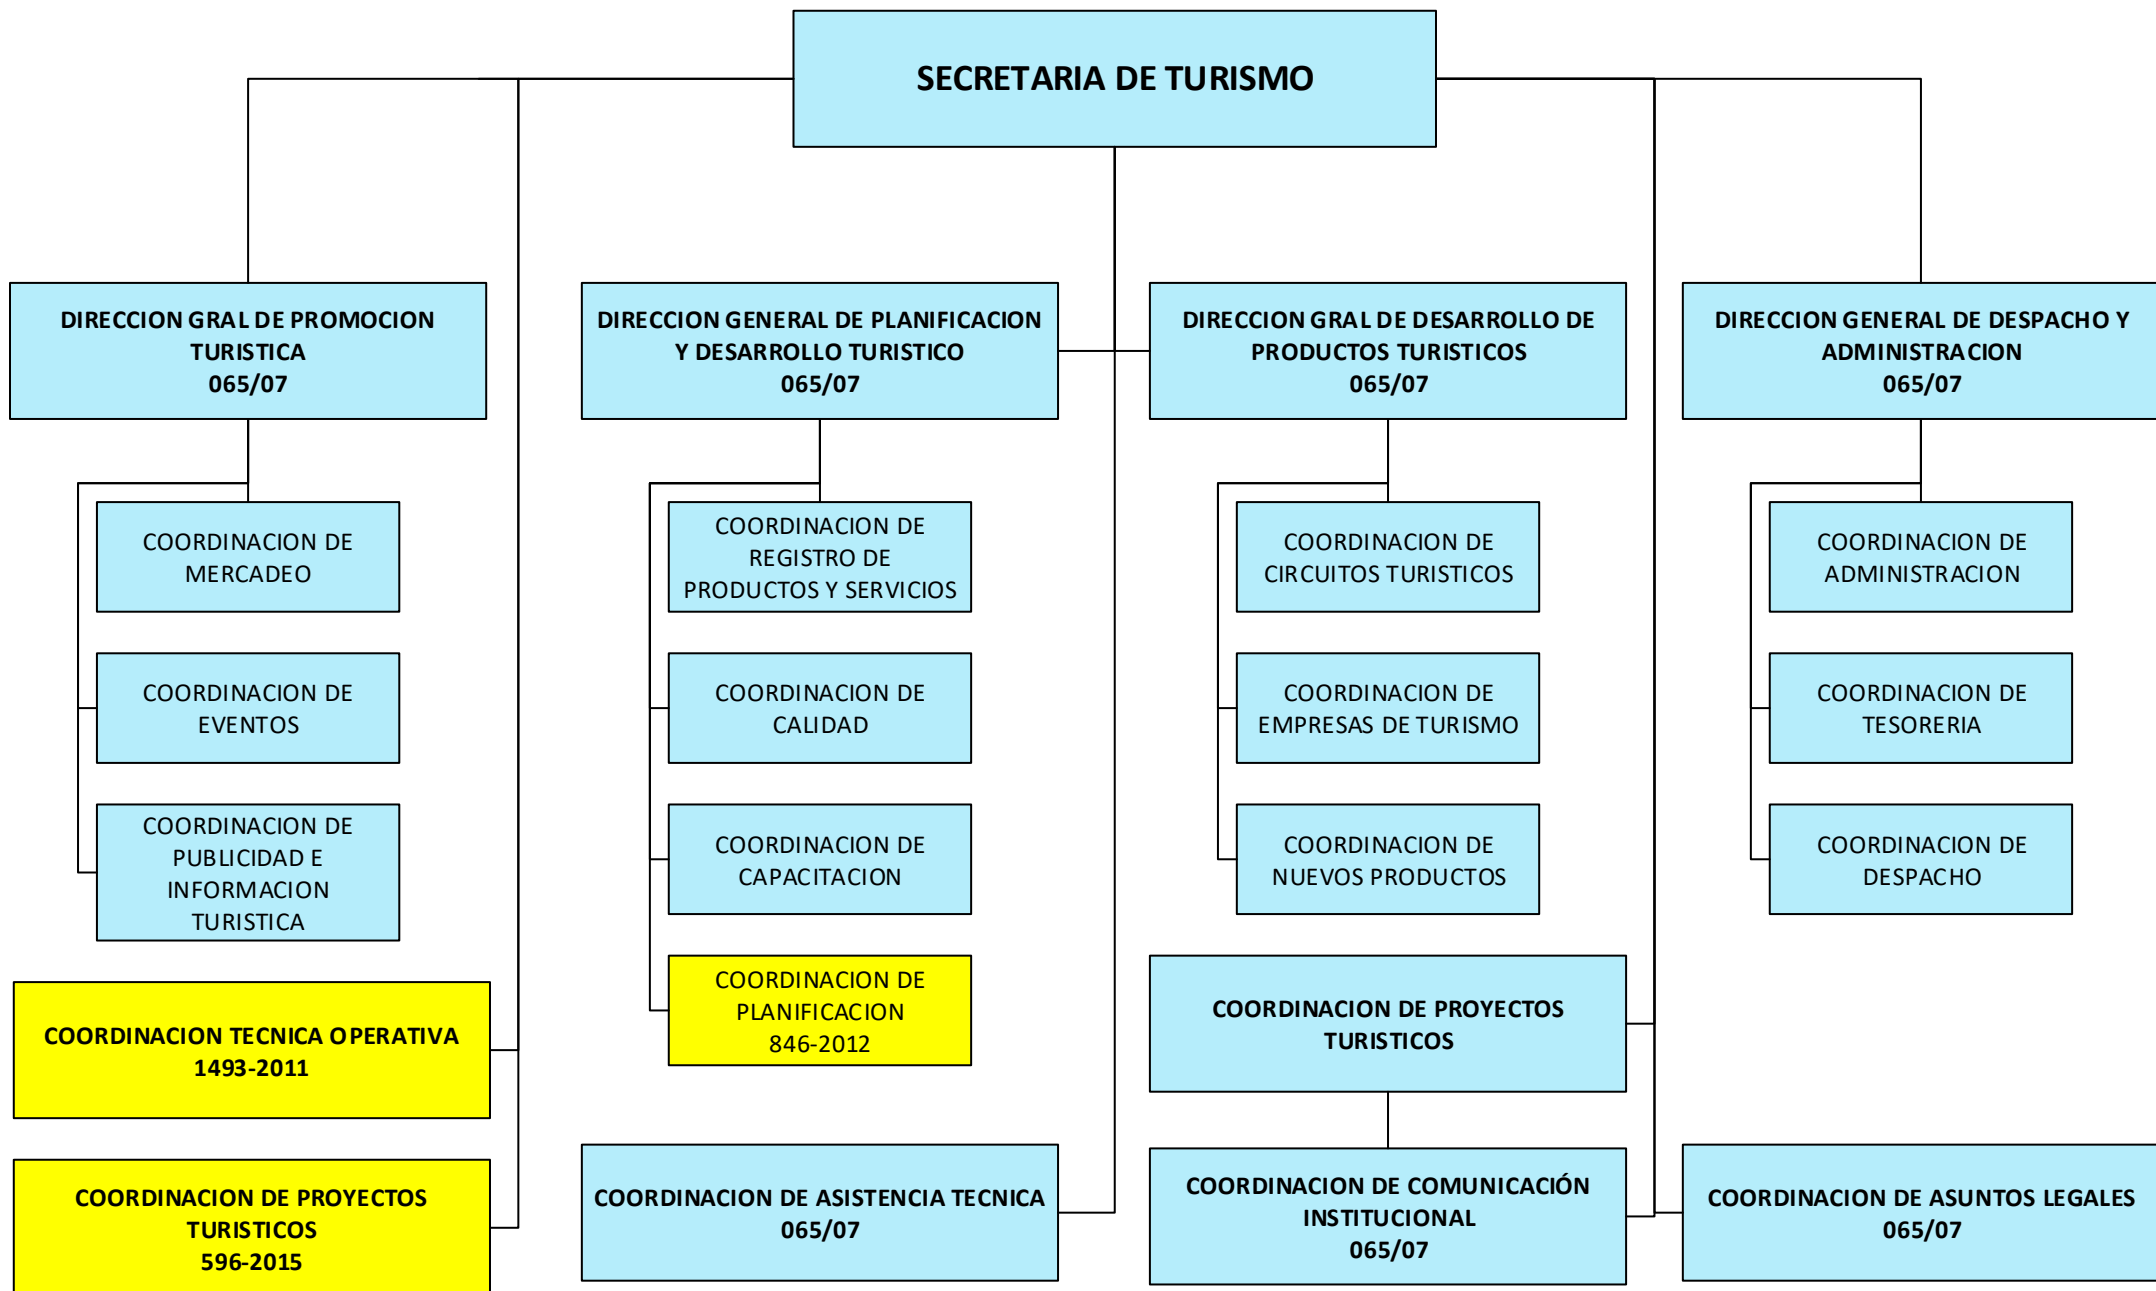 SECRETARIA DE TURISMO
DIRECCION GRAL DE PROMOCION
TURISTICA
065/07
DIRECCION GENERAL DE PLANIFICACION
Y DESARROLLO TURISTICO
065/07
DIRECCION GRAL DE DESARROLLO DE
PRODUCTOS TURISTICOS
065/07
DIRECCION GENERAL DE DESPACHO Y
ADMINISTRACION
065/07
COORDINACION DE
MERCADEO
COORDINACION DE
REGISTRO DE
PRODUCTOS Y SERVICIOS
COORDINACION DE
CIRCUITOS TURISTICOS
COORDINACION DE
ADMINISTRACION
COORDINACION DE
EVENTOS
COORDINACION DE
CALIDAD
COORDINACION DE
EMPRESAS DE TURISMO
COORDINACION DE
TESORERIA
COORDINACION DE
PUBLICIDAD E
INFORMACION
TURISTICA
COORDINACION DE
CAPACITACION
COORDINACION DE
NUEVOS PRODUCTOS
COORDINACION DE
DESPACHO
COORDINACION TECNICA OPERATIVA
1493-2011
COORDINACION DE
PLANIFICACION
846-2012
COORDINACION DE PROYECTOS
TURISTICOS
COORDINACION DE PROYECTOS
TURISTICOS
596-2015
COORDINACION DE ASISTENCIA TECNICA
065/07
COORDINACION DE COMUNICACIÓN
INSTITUCIONAL
065/07
COORDINACION DE ASUNTOS LEGALES
065/07